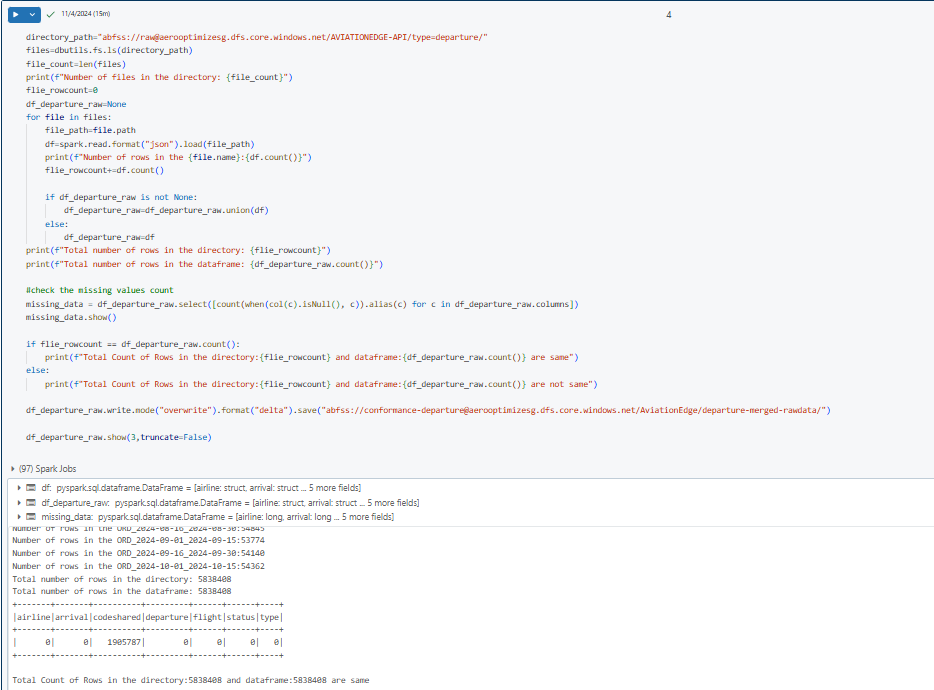 11/4/2024 (15m)
4
directory_path="abfss://raw@aerooptimizesg.dfs.core.windows.net/AVIATIONEDGE-API/type=departure/"
files=dbutils.fs.ls(directory_path)
file_count=len(files)
print(f"Number of files in the directory: {file_count}")
flie_rowcount=0
df_departure_raw=None
for file in files:
    file_path=file.path
    df=spark.read.format("json").load(file_path)
    print(f"Number of rows in the {file.name}:{df.count()}")
    flie_rowcount+=df.count()
    if df_departure_raw is not None:
        df_departure_raw=df_departure_raw.union(df)
    else:
        df_departure_raw=df
print(f"Total number of rows in the directory: {flie_rowcount}")
print(f"Total number of rows in the dataframe: {df_departure_raw.count()}")
#check the missing values count
missing_data = df_departure_raw.select([count(when(col(c).isNull(), c)).alias(c) for c in df_departure_raw.columns])
missing_data.show()
if flie_rowcount == df_departure_raw.count():
    print(f"Total Count of Rows in the directory:{flie_rowcount} and dataframe:{df_departure_raw.count()} are same")
else:
    print(f"Total Count of Rows in the directory:{flie_rowcount} and dataframe:{df_departure_raw.count()} are not same")
df_departure_raw.write.mode("overwrite").format("delta").save("abfss://conformance-departure@aerooptimizesg.dfs.core.windows.net/AviationEdge/departure-merged-rawdata/")
df_departure_raw.show(3,truncate=False)
(97) Spark Jobs
df: pyspark.sql.dataframe.DataFrame = [airline: struct, arrival: struct ... 5 more fields]
df_departure_raw: pyspark.sql.dataframe.DataFrame = [airline: struct, arrival: struct ... 5 more fields]
missing_data: pyspark.sql.dataframe.DataFrame = [airline: long, arrival: long ... 5 more fields]
Number of rows in the ORD_2024-08-16_2024-08-30:54845
Number of rows in the ORD_2024-09-01_2024-09-15:53774
Number of rows in the ORD_2024-09-16_2024-09-30:54140
Number of rows in the ORD_2024-10-01_2024-10-15:54362
Total number of rows in the directory: 5838408
Total number of rows in the dataframe: 5838408
+-------+-------+----------+---------+------+------+----+
|airline|arrival|codeshared|departure|flight|status|type|
+-------+-------+----------+---------+------+------+----+
|      0|      0|   1905787|        0|     0|     0|   0|
+-------+-------+----------+---------+------+------+----+
Total Count of Rows in the directory:5838408 and dataframe:5838408 are same